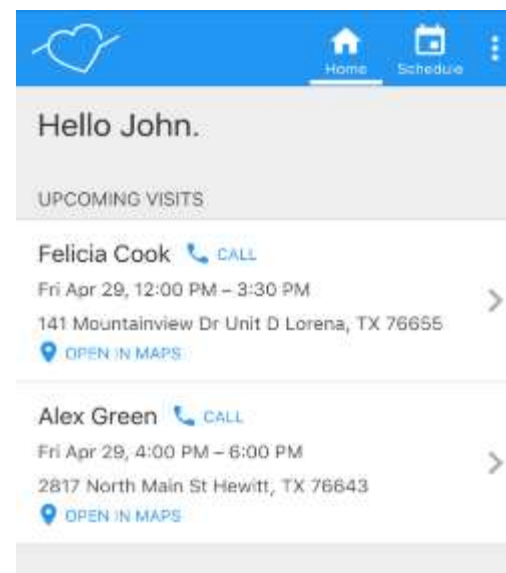 Home Schedule
Hello John.
UPCOMING VISITS
Felicia Cook CALL
Fri Apr 29, 12:00 PM – 3:30 PM
141 Mountainview Dr Unit D Lorena, TX 76655
OPEN IN MAPS
Alex Green CALL
Fri Apr 29, 4:00 PM – 6:00 PM
2817 North Main St Hewitt, TX 76643
OPEN IN MAPS